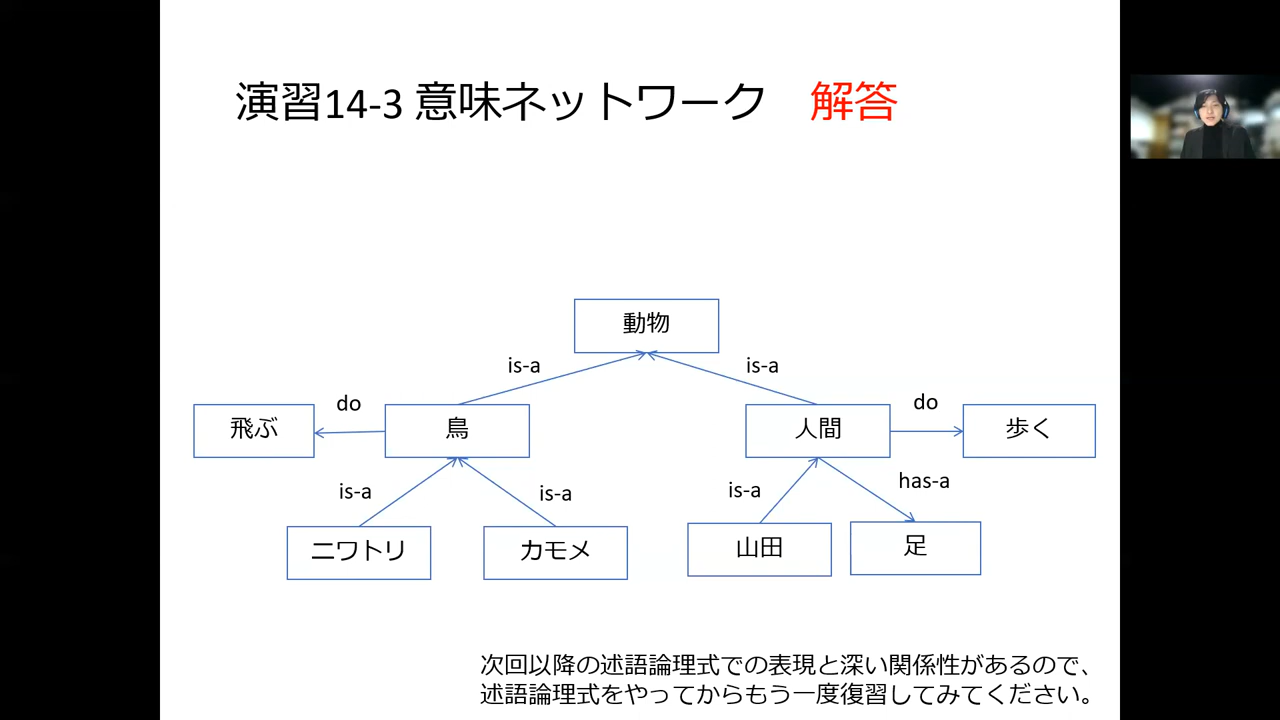 演習14-3 意味ネットワーク 解答
動物
is-a
is-a
do
do
飛ぶ
鳥
人間
歩く
is-a
is-a
is-a
has-a
ニワトリ
カモメ
山田
足
次回以降の述語論理式での表現と深い関係性があるので、
述語論理式をやってからもう一度復習してみてください。